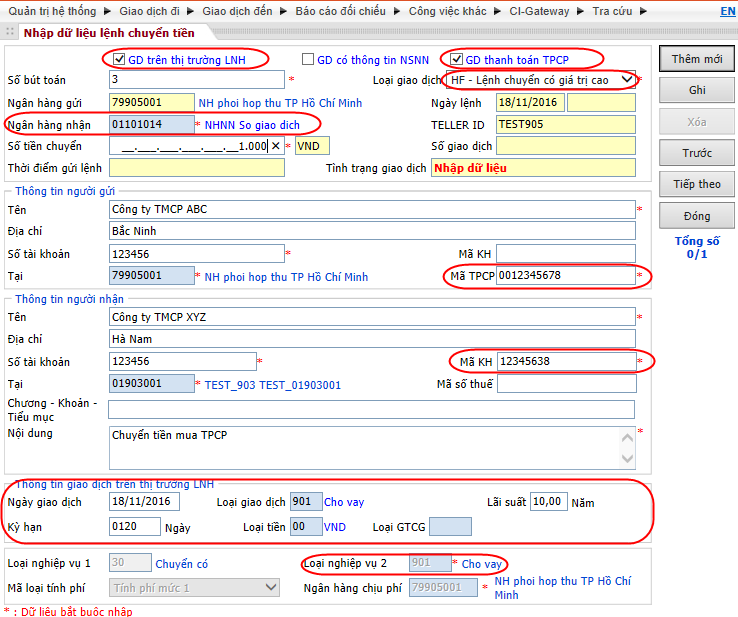 Quản trị hệ thống Giao dịch đi Giao dịch đến Báo cáo đối chiếu Công việc khác CI-Gateway Tra cứu EN
Nhập dữ liệu lệnh chuyển tiền
GD trên thị trường LNH GD có thông tin NSNN GD thanh toán TPCP
Số bút toán 3 * Loại giao dịch HF - Lệnh chuyển có giá trị cao *
Ngân hàng gửi 79905001 NH phoi hop thu TP Hồ Chí Minh Ngày lệnh 18/11/2016
Ngân hàng nhận 01101014 * NHNN So giao dich TELLER ID TEST905
Số tiền chuyển __.___.___.___.___.__1.000 * VND Số giao dịch
Thời điểm gửi lệnh Tình trạng giao dịch Nhập dữ liệu
Thông tin người gửi
Tên Công ty TMCP ABC *
Địa chỉ Bắc Ninh
Số tài khoản 123456 * Mã KH
Tại 79905001 * NH phoi hop thu TP Hồ Chí Minh Mã TPCP 0012345678 *
Thông tin người nhận
Tên Công ty TMCP XYZ *
Địa chỉ Hà Nam
Số tài khoản 123456 * Mã KH 12345638 *
Tại 01903001 * TEST_903 TEST_01903001 Mã số thuế
Chương - Khoản -
Tiểu mục
Nội dung Chuyển tiền mua TPCP *
Thông tin giao dịch trên thị trường LNH
Ngày giao dịch 18/11/2016 Loại giao dịch 901 Cho vay Lãi suất 10,00 Năm
Kỳ hạn 0120 Ngày Loại tiền 00 VND Loại GTCG
Loại nghiệp vụ 1 30 Chuyển có Loại nghiệp vụ 2 901 * Cho vay
Mã loại tính phí Tính phí mức 1 Ngân hàng chịu phí 79905001 * NH phoi hop thu TP Hồ Chí
Minh
* : Dữ liệu bắt buộc nhập
Thêm mới
Ghi
Xóa
Trước
Tiếp theo
Đóng
Tổng số
0/1